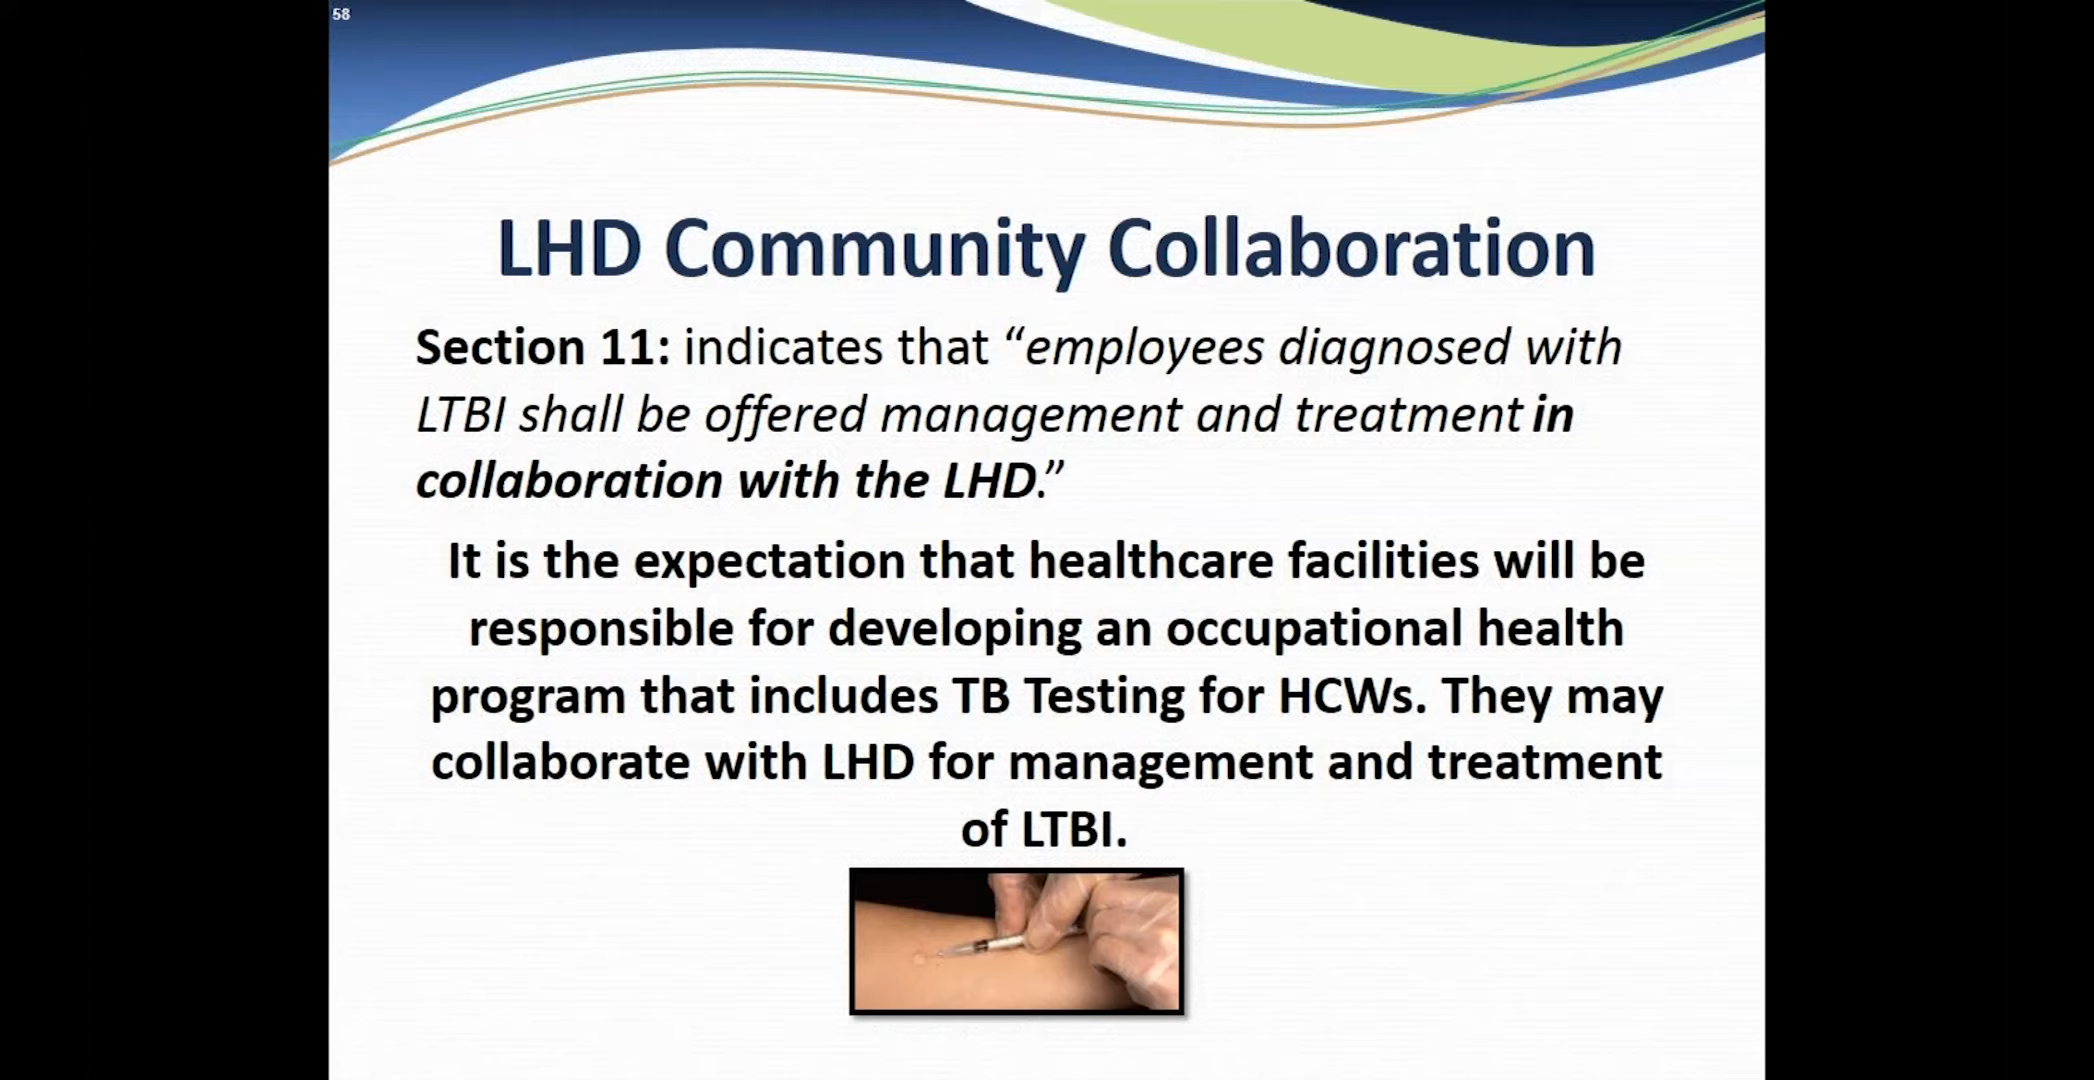 58
LHD Community Collaboration
Section 11: indicates that “employees diagnosed with
LTBI shall be offered management and treatment in
collaboration with the LHD.”
It is the expectation that healthcare facilities will be
responsible for developing an occupational health
program that includes TB Testing for HCWs. They may
collaborate with LHD for management and treatment
of LTBI.